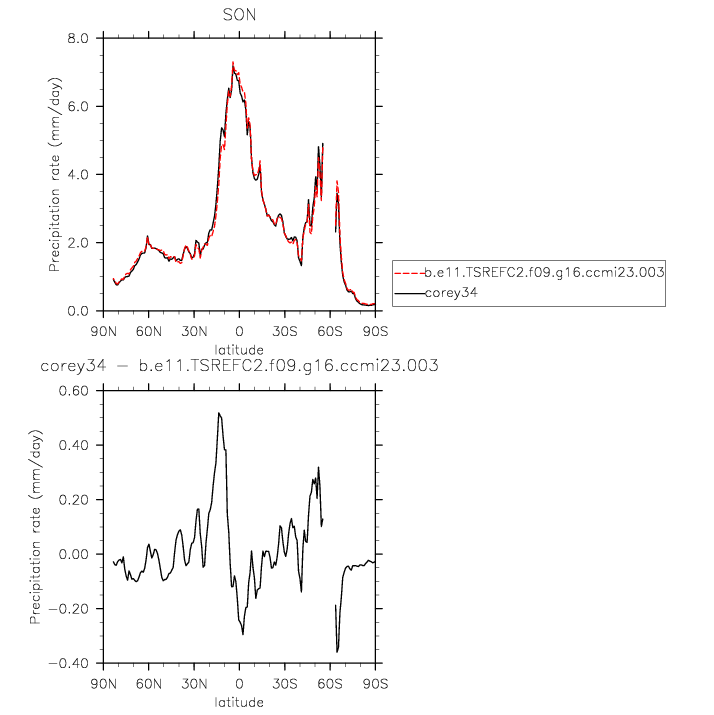 SON
8.0
6.0
4.0
2.0
0.0
Precipitation rate (mm/day)
90N 60N 30N 0 30S 60S 90S
latitude
b.e11.TSREFC2.f09.g16.ccmi23.003
corey34
corey34 − b.e11.TSREFC2.f09.g16.ccmi23.003
0.60
0.40
0.20
0.00
−0.20
−0.40
Precipitation rate (mm/day)
90N 60N 30N 0 30S 60S 90S
latitude